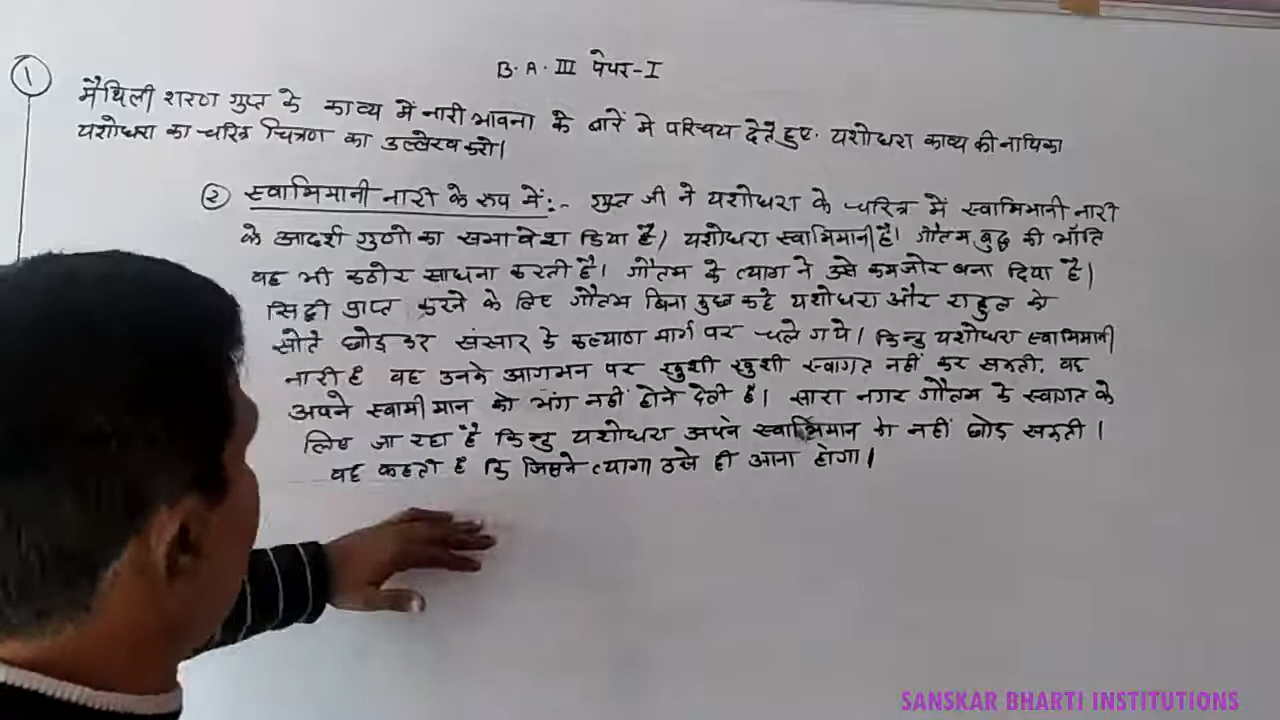 B.A.III पेपर-I
① मैथिली शरण गुप्त के काव्य में नारी भावना के बारे मे परिचय देते हुए. यशोधरा काव्य की नायिका
यशोधरा का चरित्र चित्रण का उल्लेख करो।
② स्वाभिमानी नारी के रूप में:- गुप्त जी ने यशोधरा के चरित्र में स्वाभिमानी नारी
के आदर्श गुणो का समावेश किया है। यशोधरा स्वाभिमानी है। गौतम बुद्ध की भाँति
वह भी कठोर साधना करती है। गौतम के त्याग ने उसे कमजोर बना दिया है।
सिद्धी प्राप्त करने के लिए गौतम बिना कुछ कहे यशोधरा और राहुल को
सोते छोड़ कर संसार के कल्याण मार्ग पर चले गये। किन्तु यशोधरा स्वाभिमानी
नारी है वह उनके आगमन पर खुशी खुशी स्वागत नहीं कर सकती. वह
अपने स्वामीमान को भंग नहीं होने देती है। सारा नगर गौतम के स्वागत के
लिए जा रहा है किन्तु यशोधरा अपने स्वाभिमान को नहीं छोड़ सकती।
वह कहती है कि जिसने त्यागा उसे ही आना होगा।
SANSKAR BHARTI INSTITUTIONS